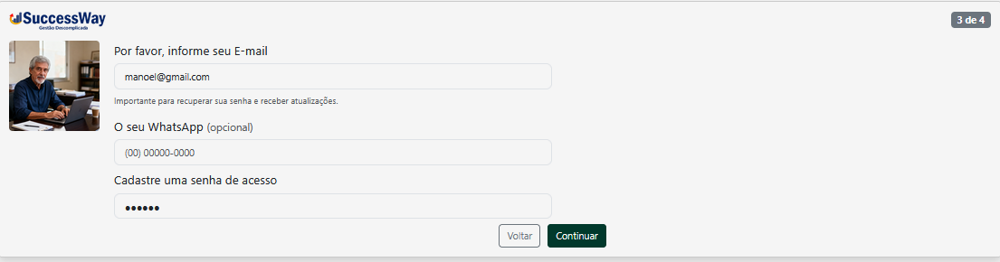 SuccessWay
Gestão Descomplicada
3 de 4
Por favor, informe seu E-mail
manoel@gmail.com
Importante para recuperar sua senha e receber atualizações.
O seu WhatsApp (opcional)
(00) 00000-0000
Cadastre uma senha de acesso
••••••
Voltar
Continuar